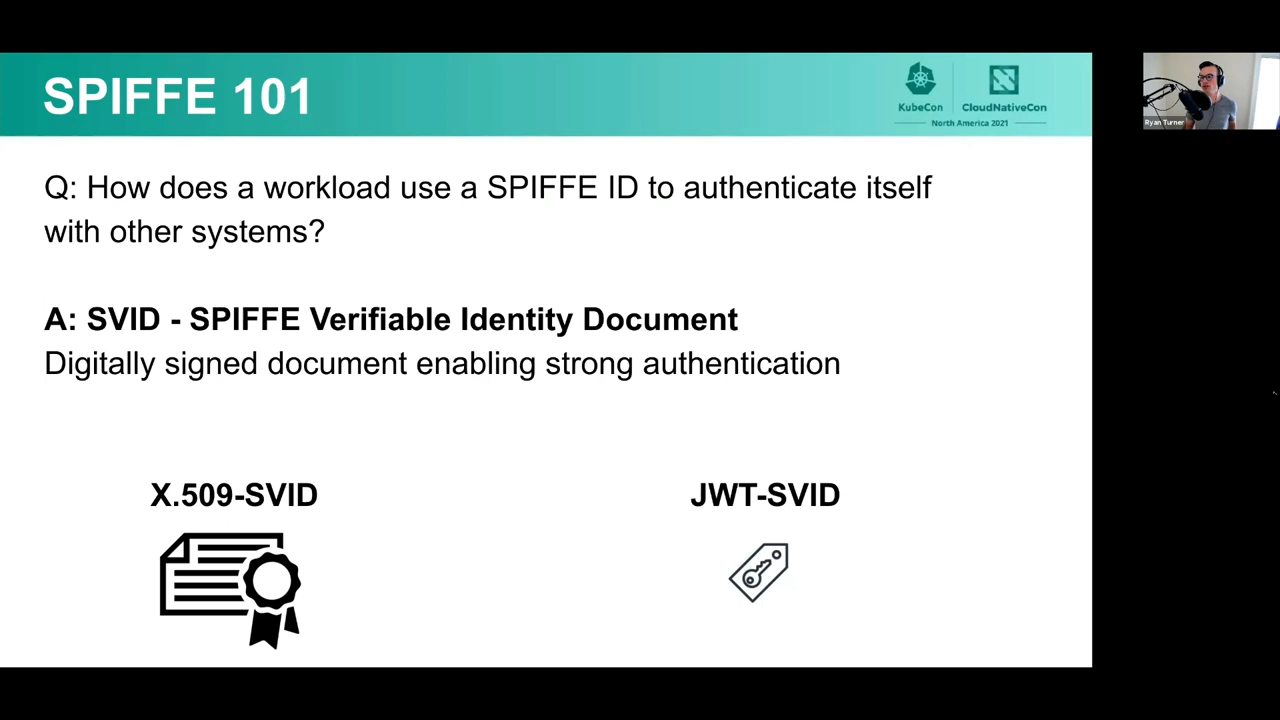 SPIFFE 101
KubeCon
CloudNativeCon
North America 2021
Ryan Turner
Q: How does a workload use a SPIFFE ID to authenticate itself
with other systems?
A: SVID - SPIFFE Verifiable Identity Document
Digitally signed document enabling strong authentication
X.509-SVID
JWT-SVID